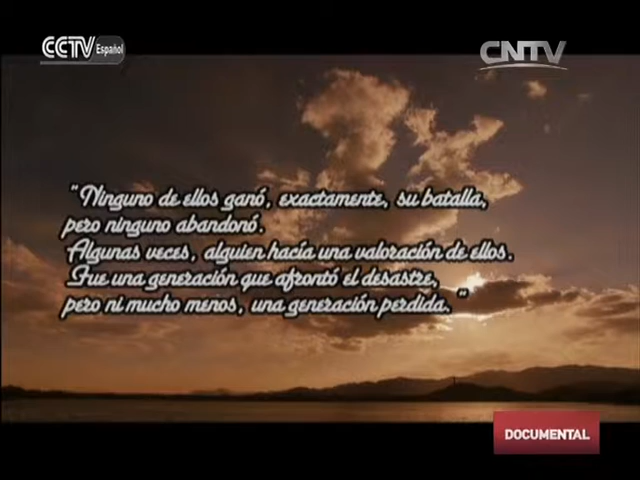 CCTV Español
CNTV
"Ninguno de ellos ganó, exactamente, su batalla,
pero ninguno abandonó.
Algunas veces, alguien hacía una valoración de ellos.
Fue una generación que afrontó el desastre,
pero ni mucho menos, una generación perdida."
DOCUMENTAL